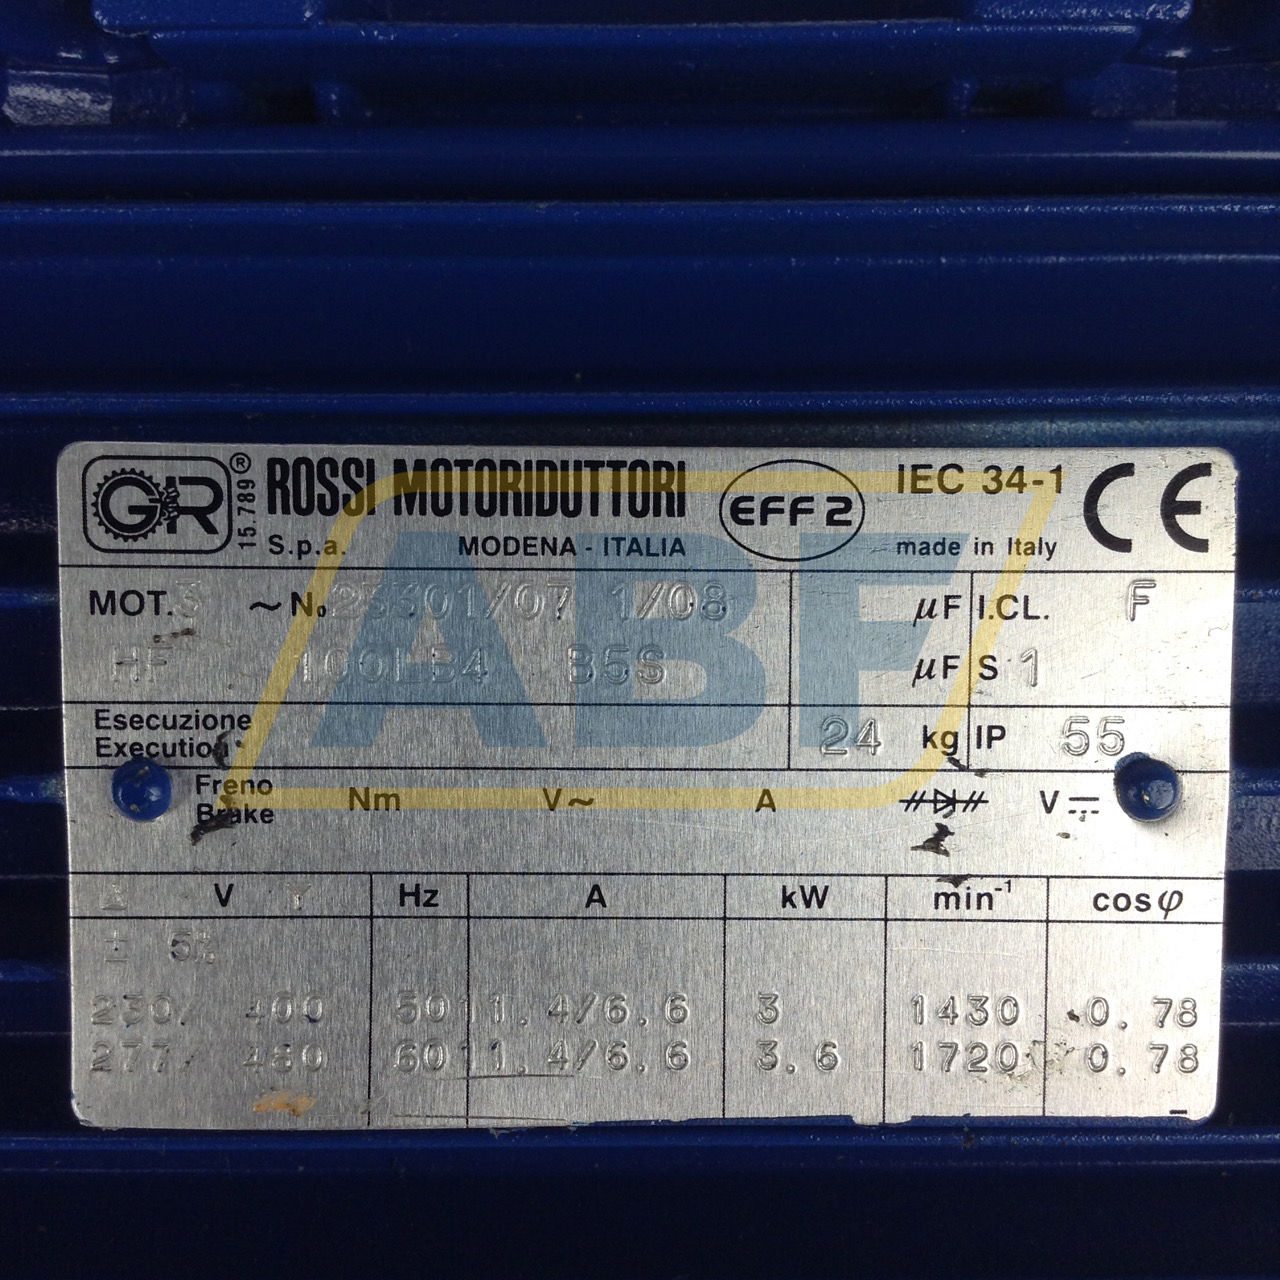 GR ® 15.789 ROSSI MOTORIDUTTORI EFF 2 IEC 34-1 CE
S.p.a. MODENA - ITALIA made in Italy
MOT. 3 ~ No 23301/07 1/08 µF I.CL. F
HF 100LB4 B5S µF S 1
Esecuzione
Execution 24 kg IP 55
Freno
Brake Nm V~ A V
Δ V Y Hz A kW min⁻¹ cosφ
± 5%
230/ 400 50 11.4/6.6 3 1430 0.78
277/ 480 60 11.4/6.6 3.6 1720 0.78
ABF